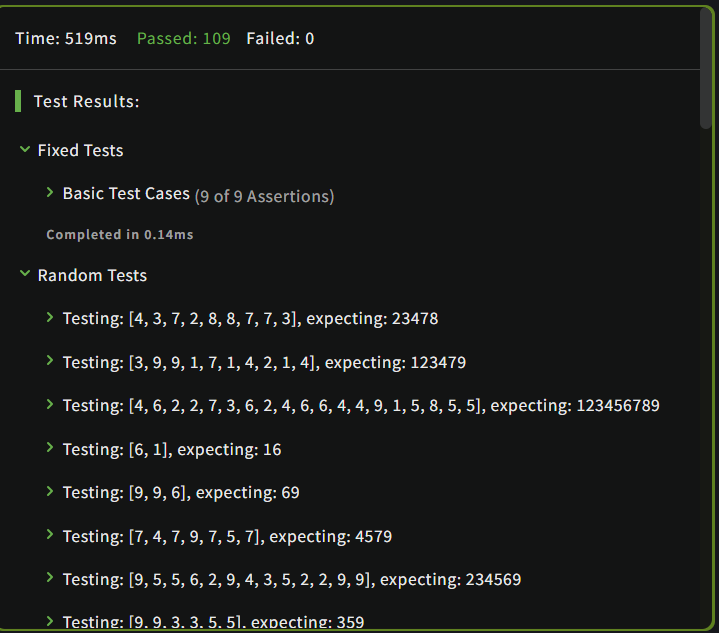 Time: 519ms Passed: 109 Failed: 0
Test Results:
Fixed Tests
Basic Test Cases (9 of 9 Assertions)
Completed in 0.14ms
Random Tests
Testing: [4, 3, 7, 2, 8, 8, 7, 7, 3], expecting: 23478
Testing: [3, 9, 9, 1, 7, 1, 4, 2, 1, 4], expecting: 123479
Testing: [4, 6, 2, 2, 7, 3, 6, 2, 4, 6, 6, 4, 4, 9, 1, 5, 8, 5, 5], expecting: 123456789
Testing: [6, 1], expecting: 16
Testing: [9, 9, 6], expecting: 69
Testing: [7, 4, 7, 9, 7, 5, 7], expecting: 4579
Testing: [9, 5, 5, 6, 2, 9, 4, 3, 5, 2, 2, 9, 9], expecting: 234569
Testing: [9, 9, 3, 3, 5, 5], expecting: 359